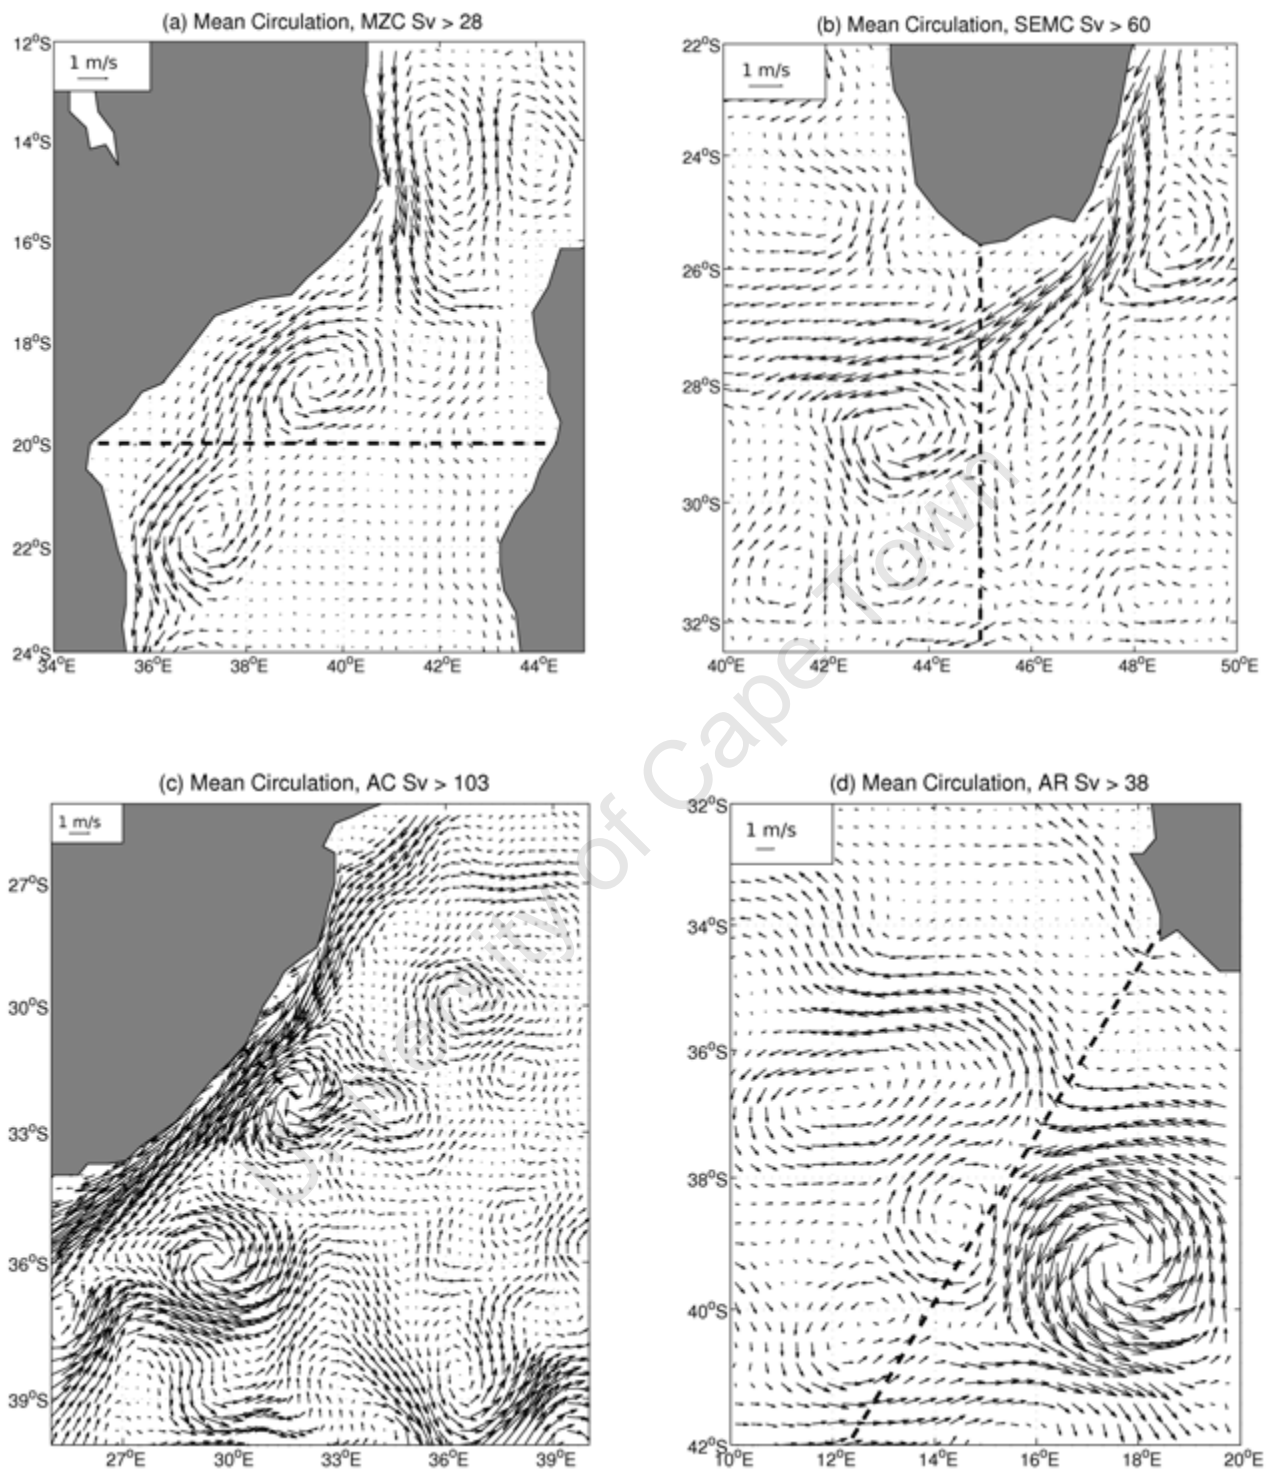 (a) Mean Circulation, MZC Sv > 28
1 m/s
12°S
14°S
16°S
18°S
20°S
22°S
24°S
34°E 36°E 38°E 40°E 42°E 44°E
(b) Mean Circulation, SEMC Sv > 60
1 m/s
22°S
24°S
26°S
28°S
30°S
32°S
40°E 42°E 44°E 46°E 48°E 50°E
(c) Mean Circulation, AC Sv > 103
1 m/s
27°S
30°S
33°S
36°S
39°S
27°E 30°E 33°E 36°E 39°E
(d) Mean Circulation, AR Sv > 38
1 m/s
32°S
34°S
36°S
38°S
40°S
42°S
10°E 12°E 14°E 16°E 18°E 20°E
University of Cape Town